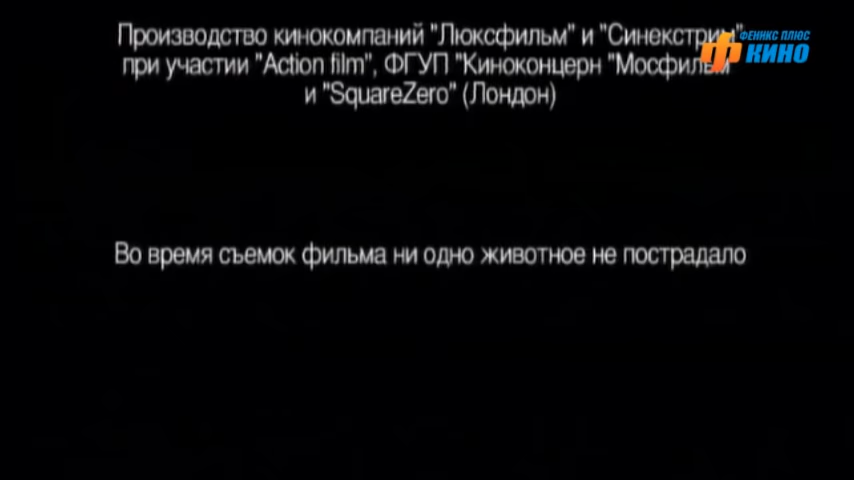 Производство кинокомпаний "Люксфильм" и "Синекстрим"
при участии "Action film", ФГУП "Киноконцерн "Мосфильм"
и "SquareZero" (Лондон)
ФЕНИКС ПЛЮС
КИНО
Во время съемок фильма ни одно животное не пострадало